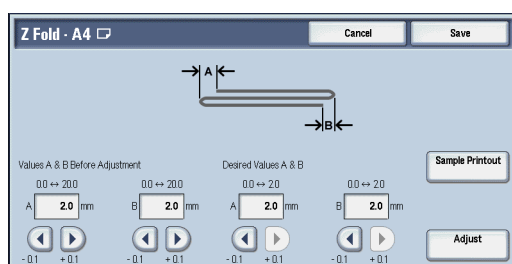 Z Fold - A4
Cancel
Save
A
B
Values A & B Before Adjustment
Desired Values A & B
Sample Printout
0.0 ↔ 20.0
0.0 ↔ 20.0
0.0 ↔ 2.0
0.0 ↔ 2.0
A 2.0 mm
B 2.0 mm
A 2.0 mm
B 2.0 mm
Adjust
- 0.1 + 0.1
- 0.1 + 0.1
- 0.1 + 0.1
- 0.1 + 0.1